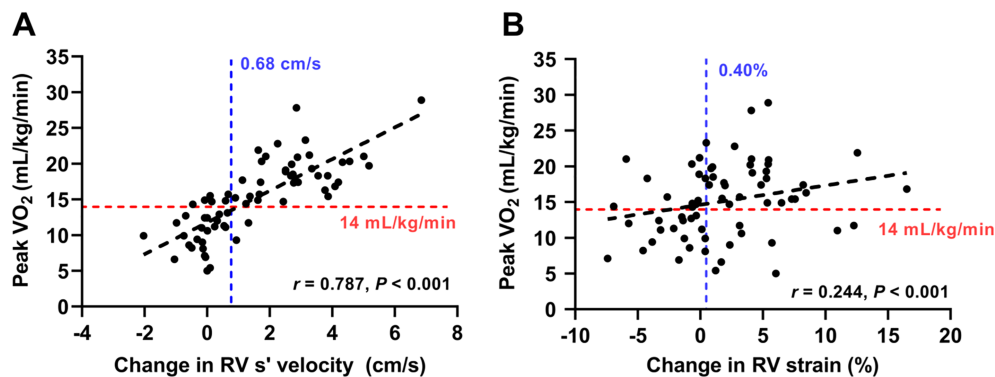 A
0.68 cm/s
Peak VO2 (mL/kg/min)
35
30
25
20
15
10
5
0
14 mL/kg/min
r = 0.787, P < 0.001
-4 -2 0 2 4 6 8
Change in RV s' velocity (cm/s)
B
0.40%
Peak VO2 (mL/kg/min)
35
30
25
20
15
10
5
0
14 mL/kg/min
r = 0.244, P < 0.001
-10 -5 0 5 10 15 20
Change in RV strain (%)